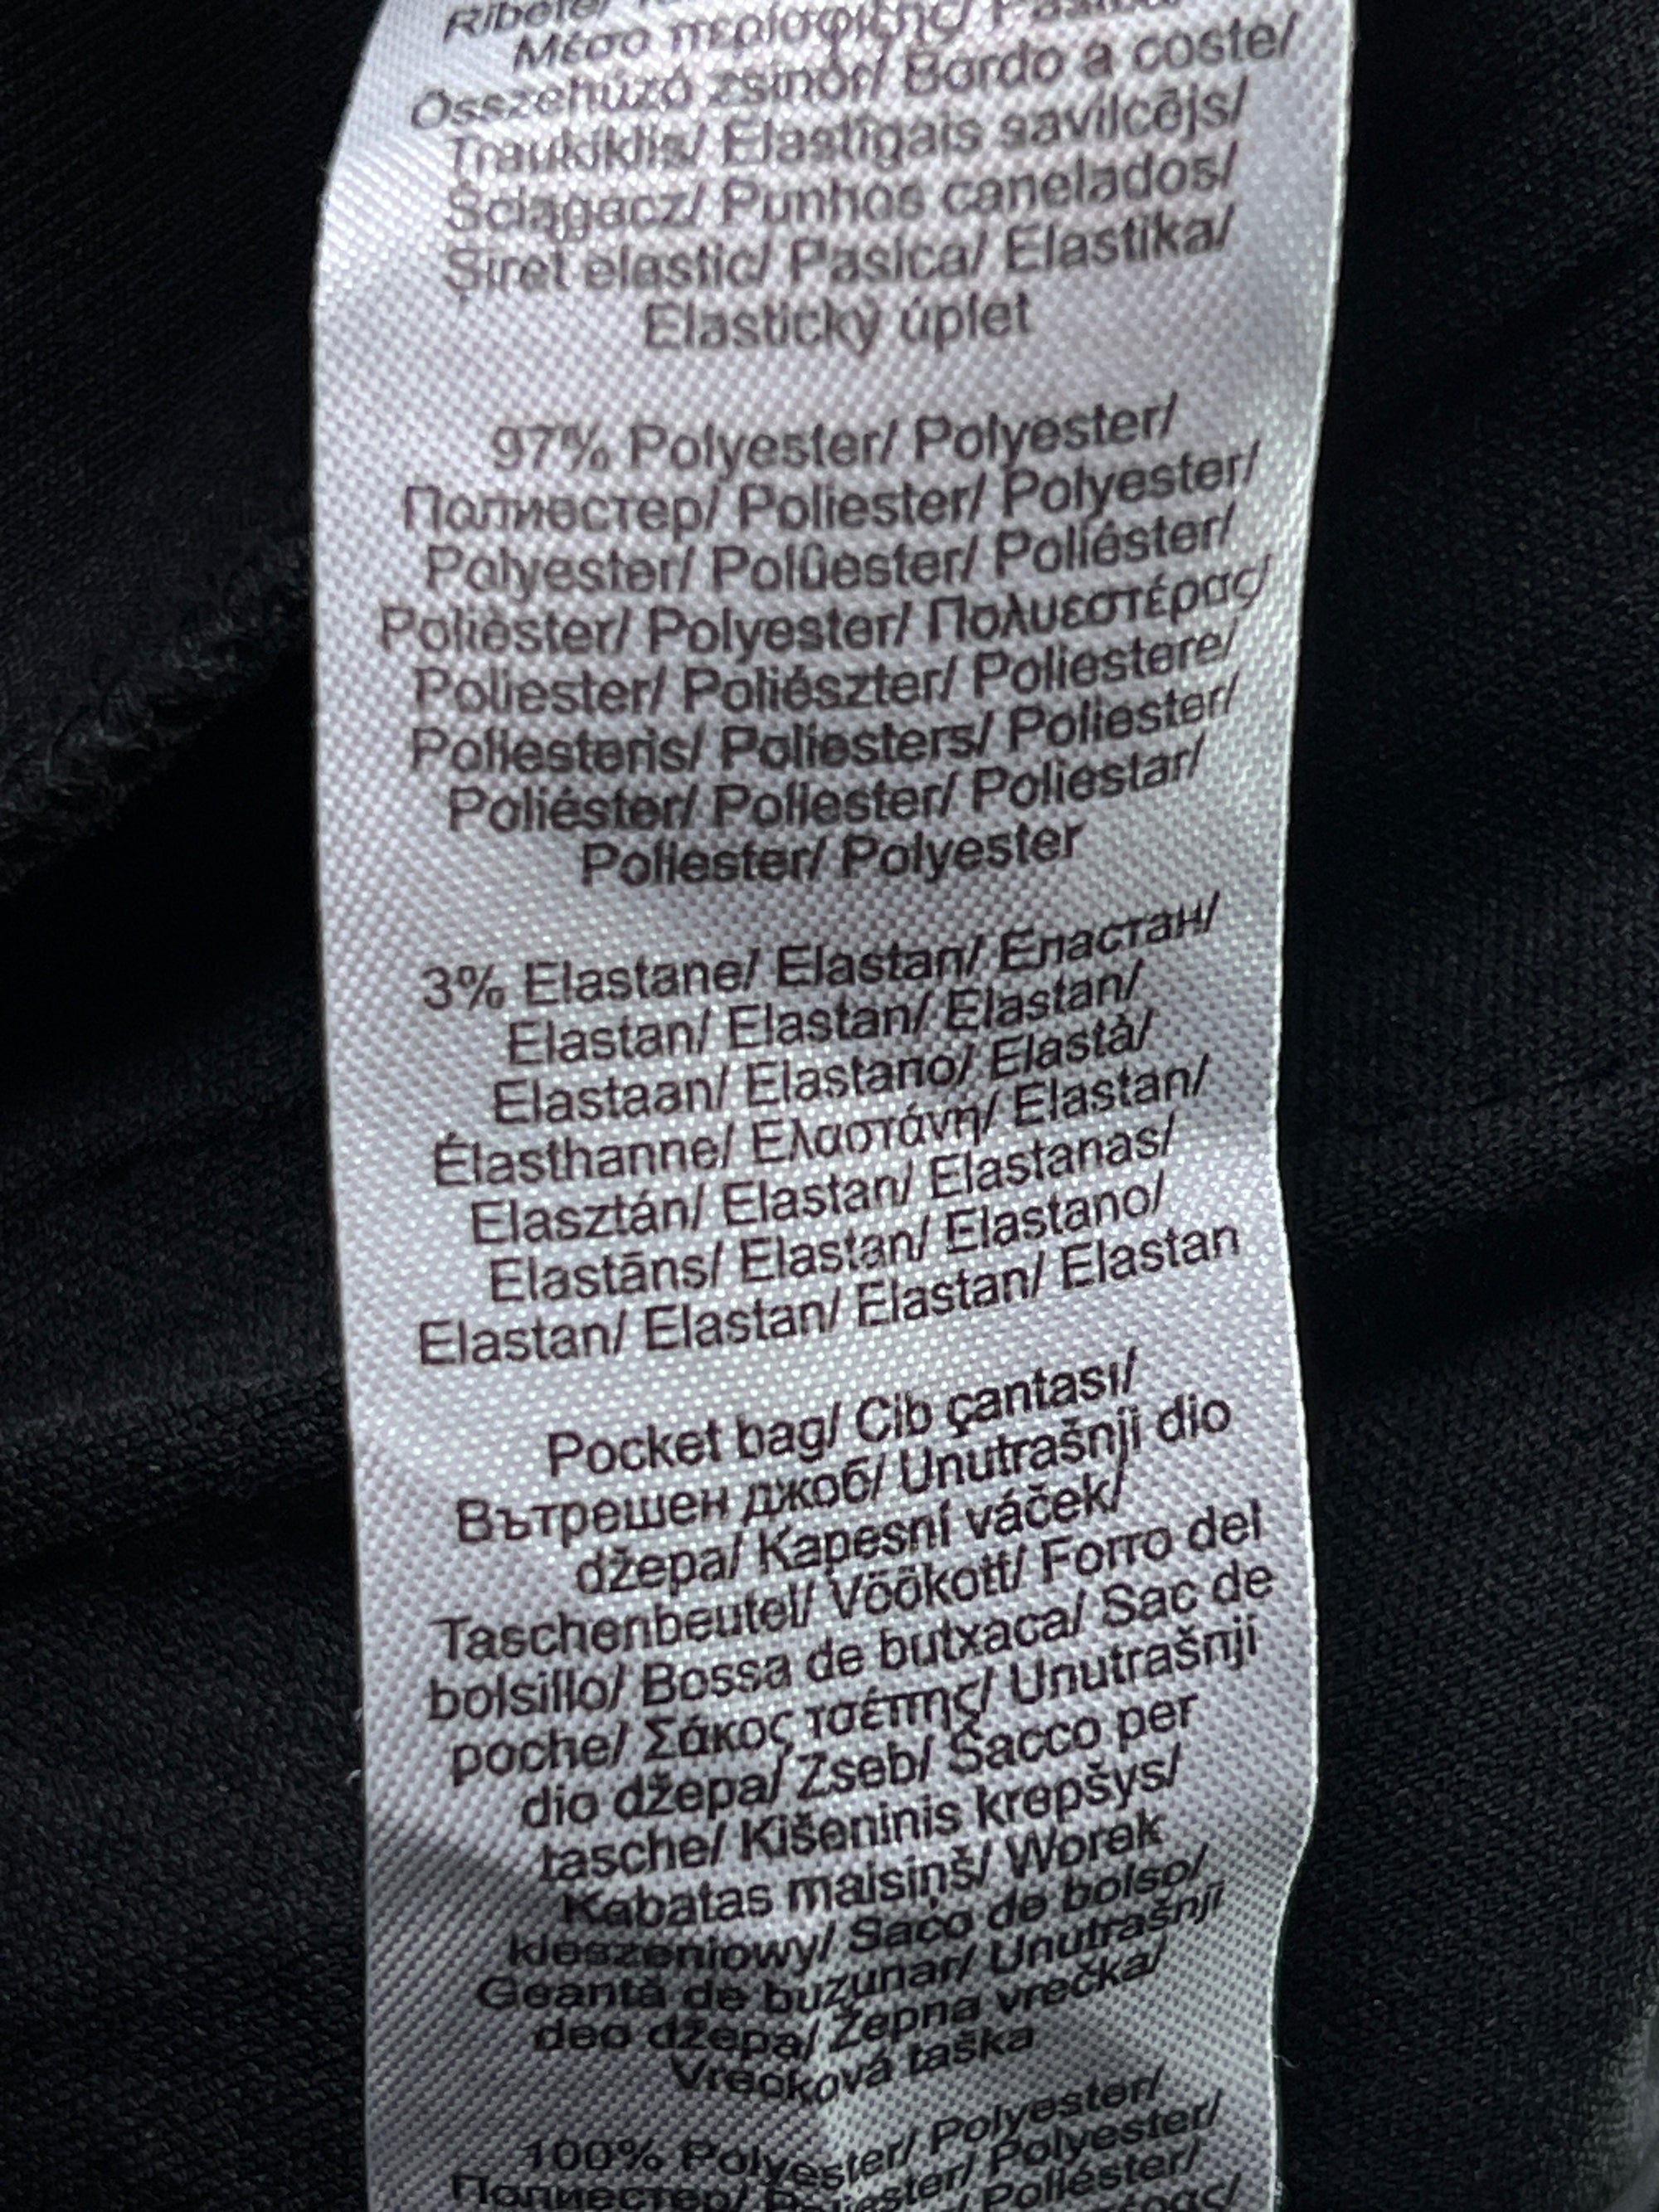 Ribete/
Μέσο περίσφιξης/
Összehúzó zsinór/ Bordo a coste/
Traukiklis/ Elastīgais savilcējs/
Ściągacz/ Punhos canelados/
Șiret elastic/ Pasica/ Elastika/
Elastický úplet
97% Polyester/ Polyester/
Полиестер/ Poliester/ Polyester/
Polyester/ Polüester/ Poliéster/
Polièster/ Polyester/ Πολυεστέρας/
Poliester/ Poliészter/ Poliestere/
Poliesteris/ Poliesters/ Poliester/
Poliéster/ Poliester/ Poliestar/
Poliester/ Polyester
3% Elastane/ Elastan/ Еластан/
Elastan/ Elastan/ Elastan/
Elastaan/ Elastano/ Elastà/
Élasthanne/ Ελαστάνη/ Elastan/
Elasztán/ Elastan/ Elastanas/
Elastāns/ Elastan/ Elastano/
Elastan/ Elastan/ Elastan/ Elastan
Pocket bag/ Cib çantası/
Вътрешен джоб/ Unutrašnji dio
džepa/ Kapesní váček/
Taschenbeutel/ Vöökott/ Forro del
bolsillo/ Bossa de butxaca/ Sac de
poche/ Σάκος τσέπης/ Unutrašnji
dio džepa/ Zseb/ Sacco per
tasche/ Kišeninis krepšys/
Kabatas maisiņš/ Worek
kieszeniowy/ Saco de bolso/
Geantă de buzunar/ Unutrašnji
deo džepa/ Žepna vrečka/
Vrecková taška
100% Polyester/ Polyester/
Полиестер/ Poliester/ Polyester/
Poliéster/